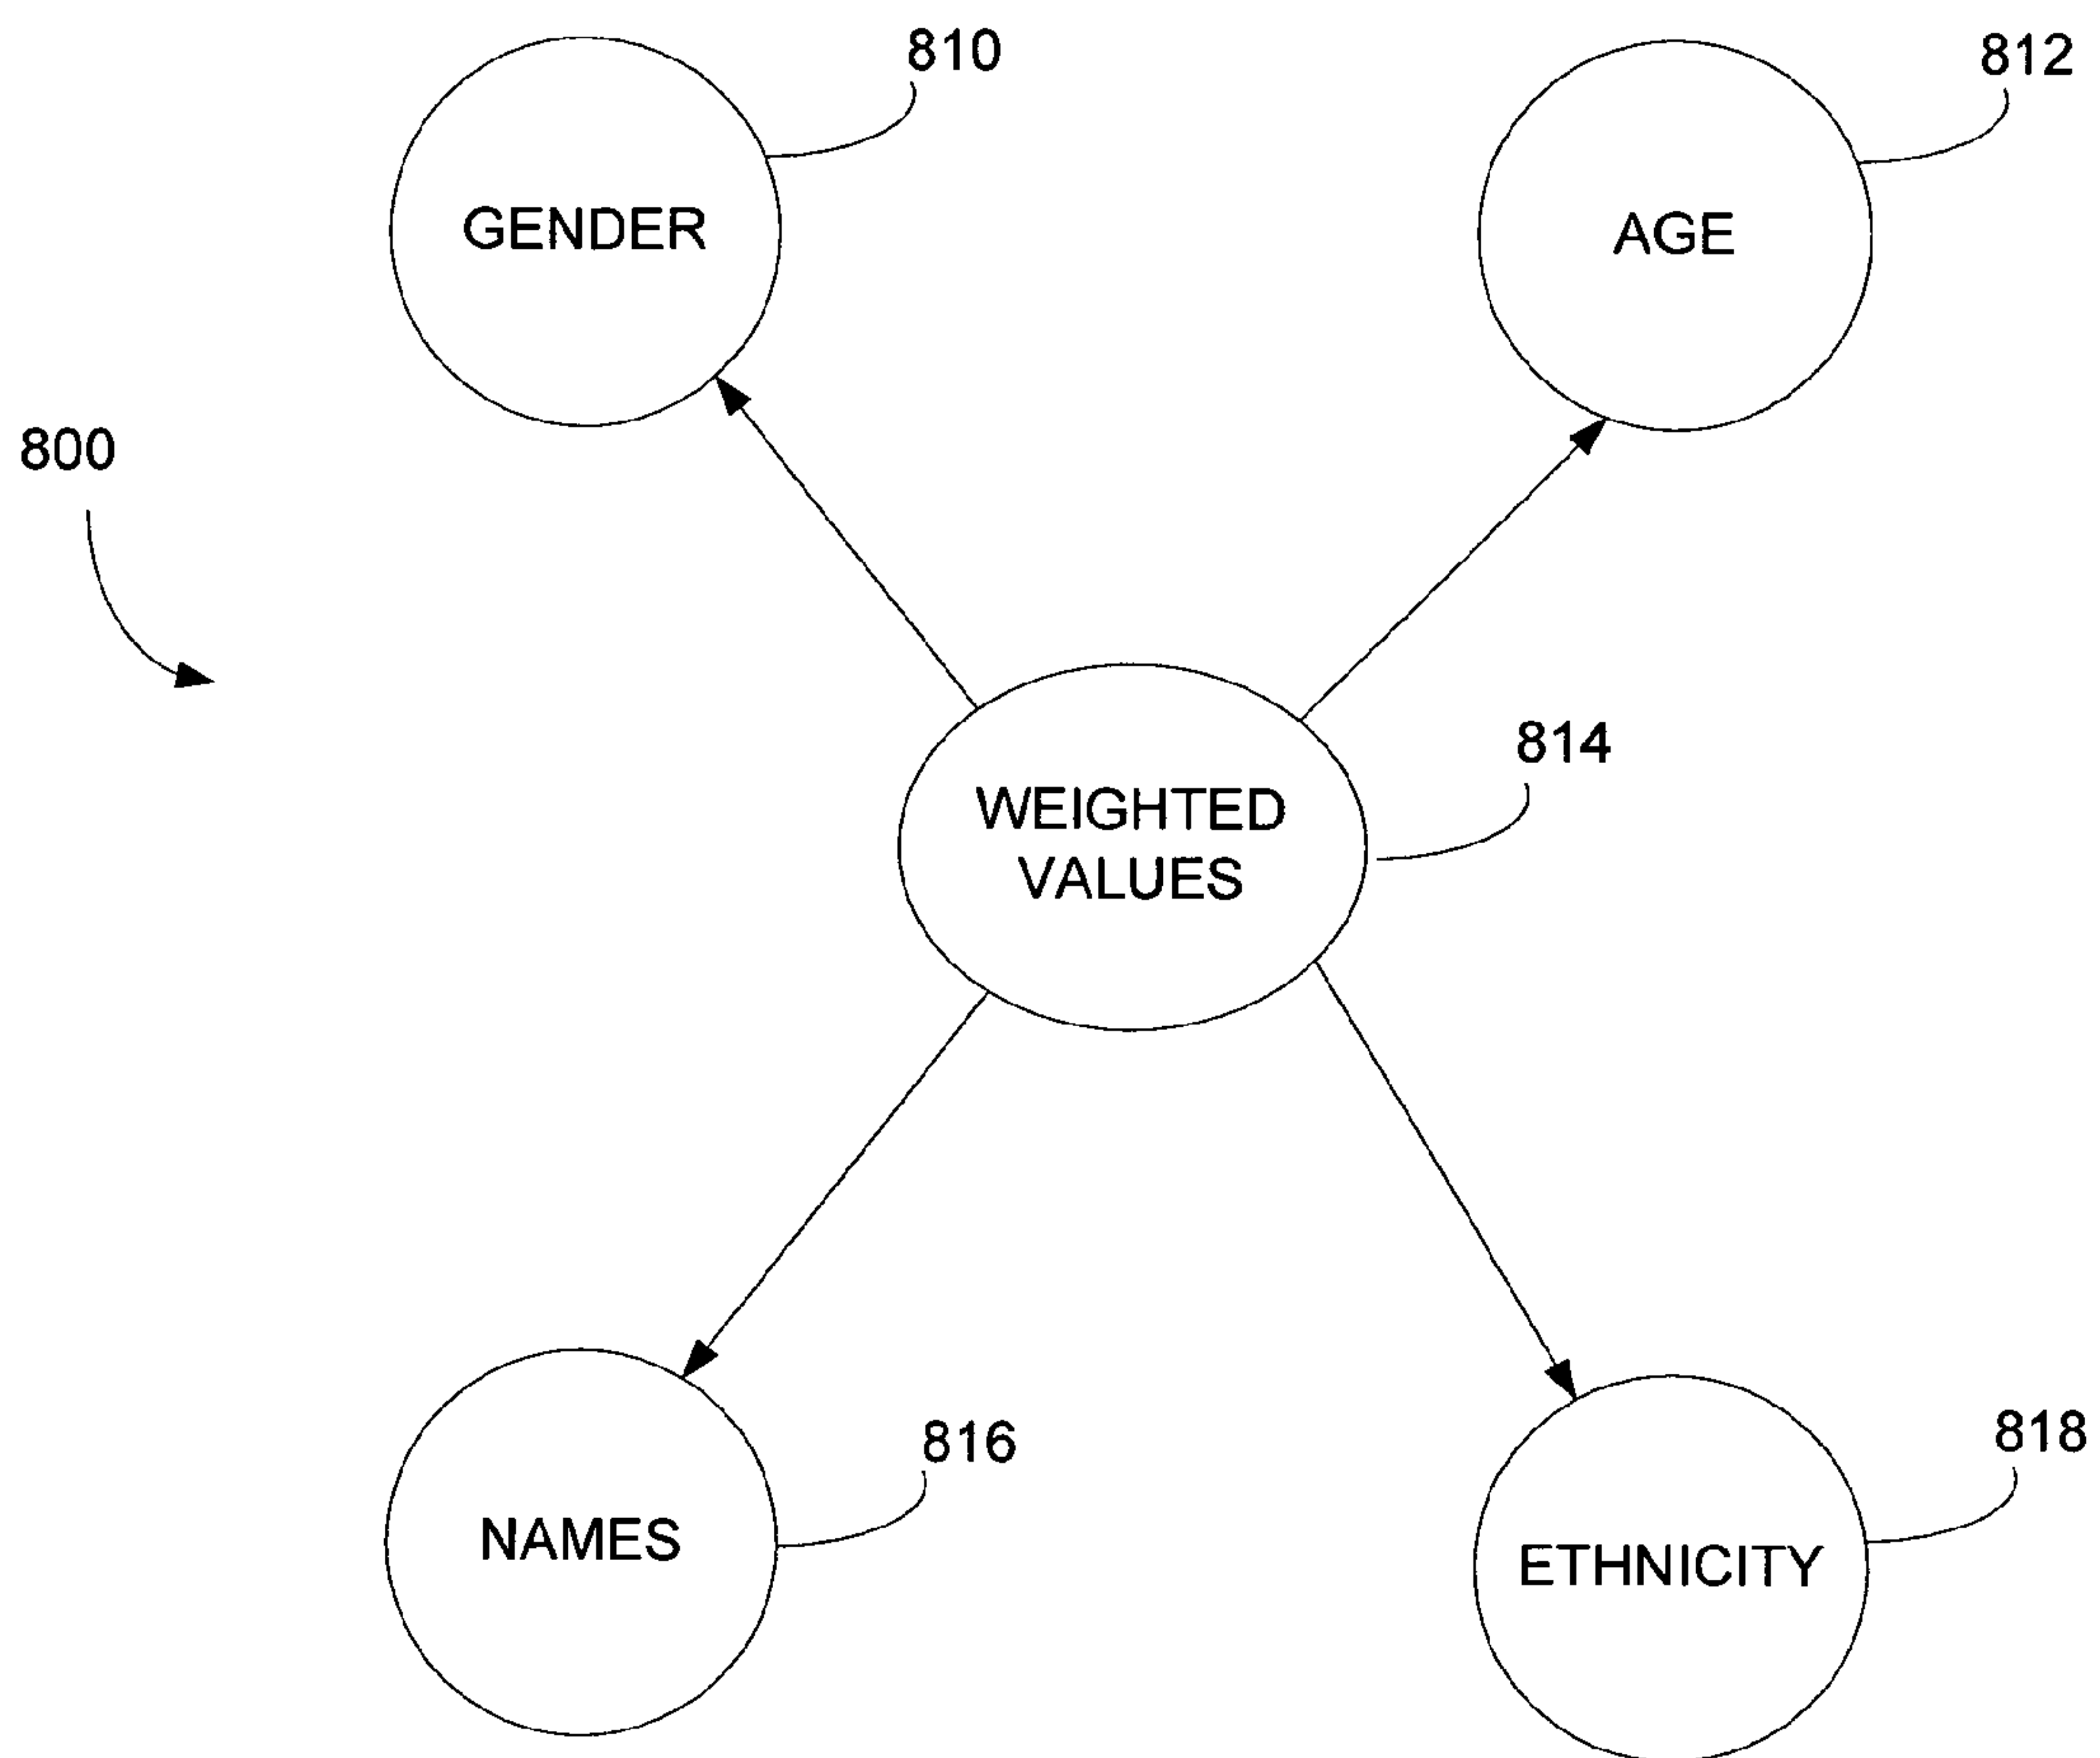 810
812
GENDER
AGE
800
814
WEIGHTED
VALUES
816
818
NAMES
ETHNICITY